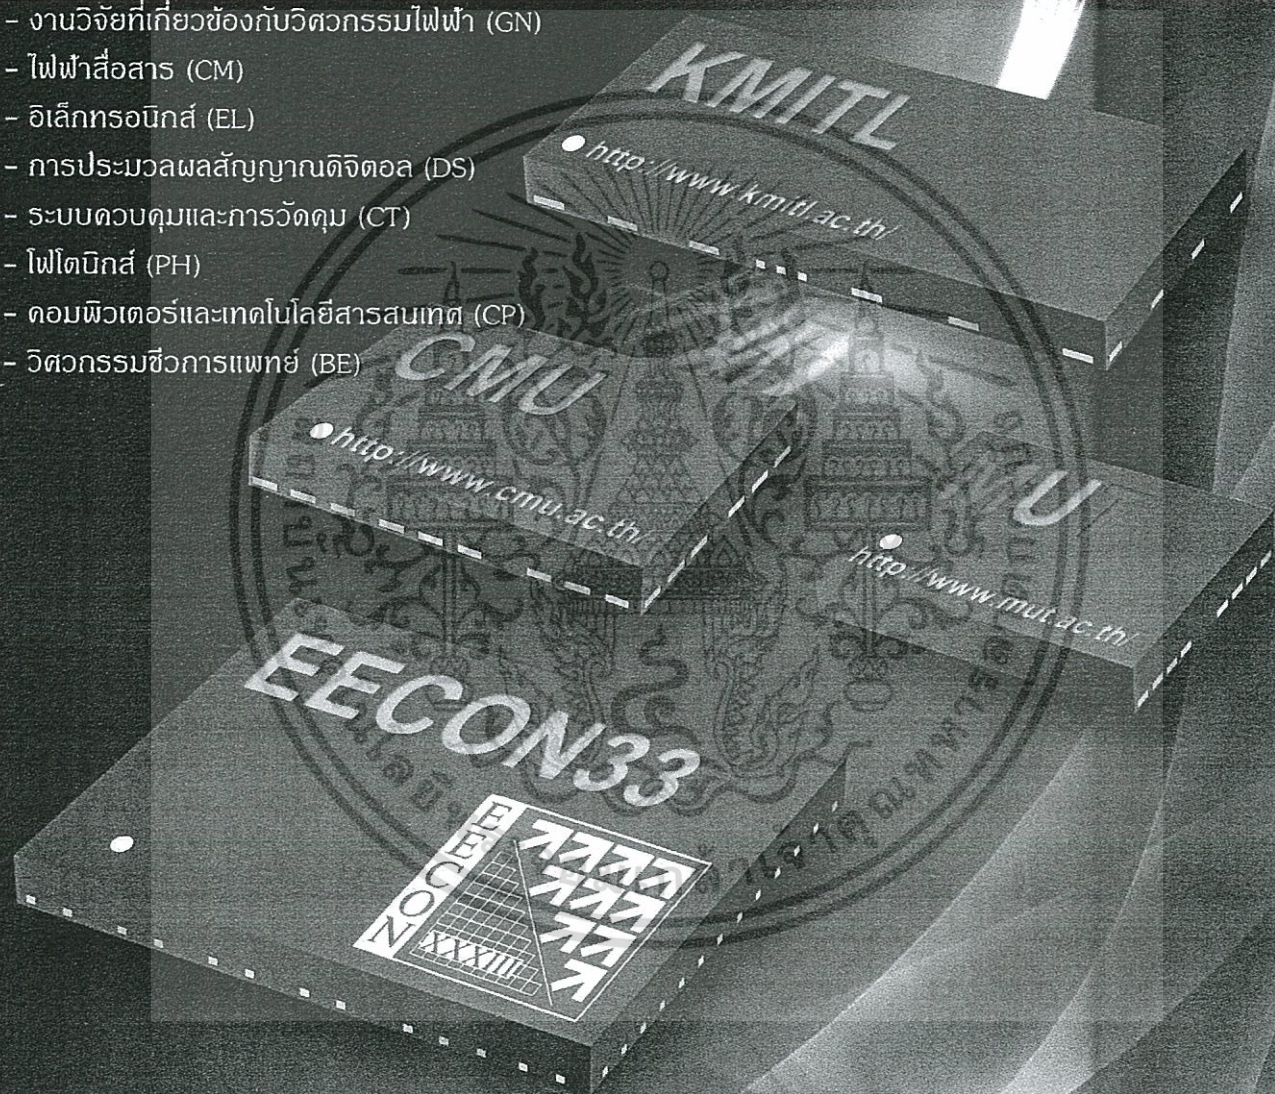 - งานวิจัยที่เกี่ยวข้องกับวิศวกรรมไฟฟ้า (GN)
- ไฟฟ้าสื่อสาร (CM)
- อิเล็กทรอนิกส์ (EL)
- การประมวลผลสัญญาณดิจิตอล (DS)
- ระบบควบคุมและการวัดคุม (CT)
- โฟโตนิกส์ (PH)
- คอมพิวเตอร์และเทคโนโลยีสารสนเทศ (CP)
- วิศวกรรมชีวการแพทย์ (BE)
KMITL
http://www.kmitl.ac.th/
CMU
http://www.cmu.ac.th/
http://www.mut.ac.th/
EECON33
EECON
XXXIII